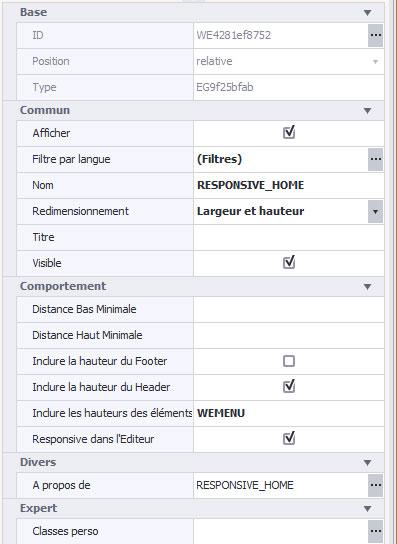 Base
ID WE4281ef8752 ...
Position relative
Type EG9f25bfab
Commun
Afficher
Filtre par langue (Filtres) ...
Nom RESPONSIVE_HOME
Redimensionnement Largeur et hauteur
Titre
Visible
Comportement
Distance Bas Minimale
Distance Haut Minimale
Inclure la hauteur du Footer
Inclure la hauteur du Header
Inclure les hauteurs des éléments WEMENU
Responsive dans l'Editeur
Divers
A propos de RESPONSIVE_HOME ...
Expert
Classes perso ...